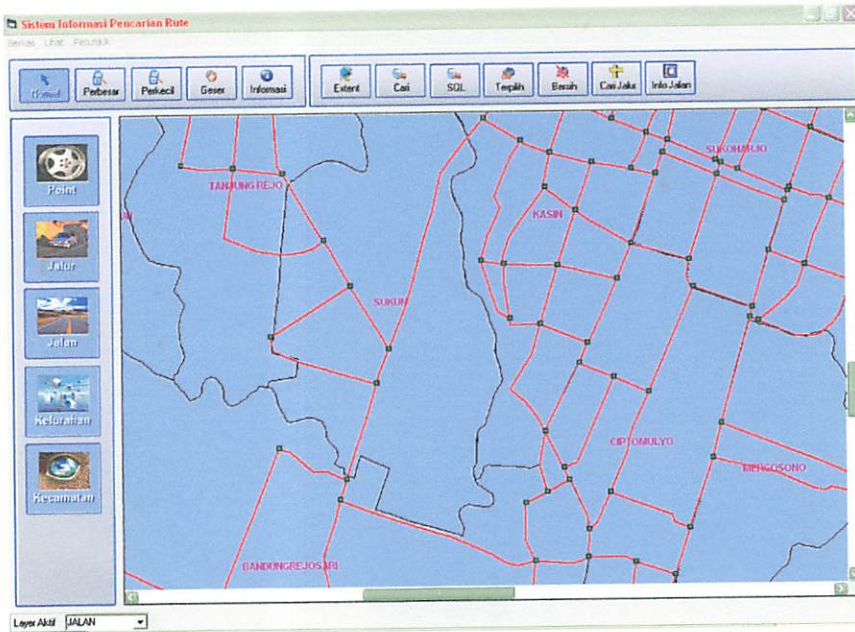 Sistem Informasi Pencarian Rute
Berkas Lihat Petunjuk
Normal Perbesar Perkecil Geser Informasi Extent Cari SQL Terpilih Bersih Cari Jalur Info Jalan
Point
Jalur
Jalan
Kelurahan
Kecamatan
SUKOHARJO
TANJUNG REJO
KASIN
SUKUN
CIPTOMULYO
MERGOSONO
BANDUNGREJOSARI
Layer Aktif JALAN